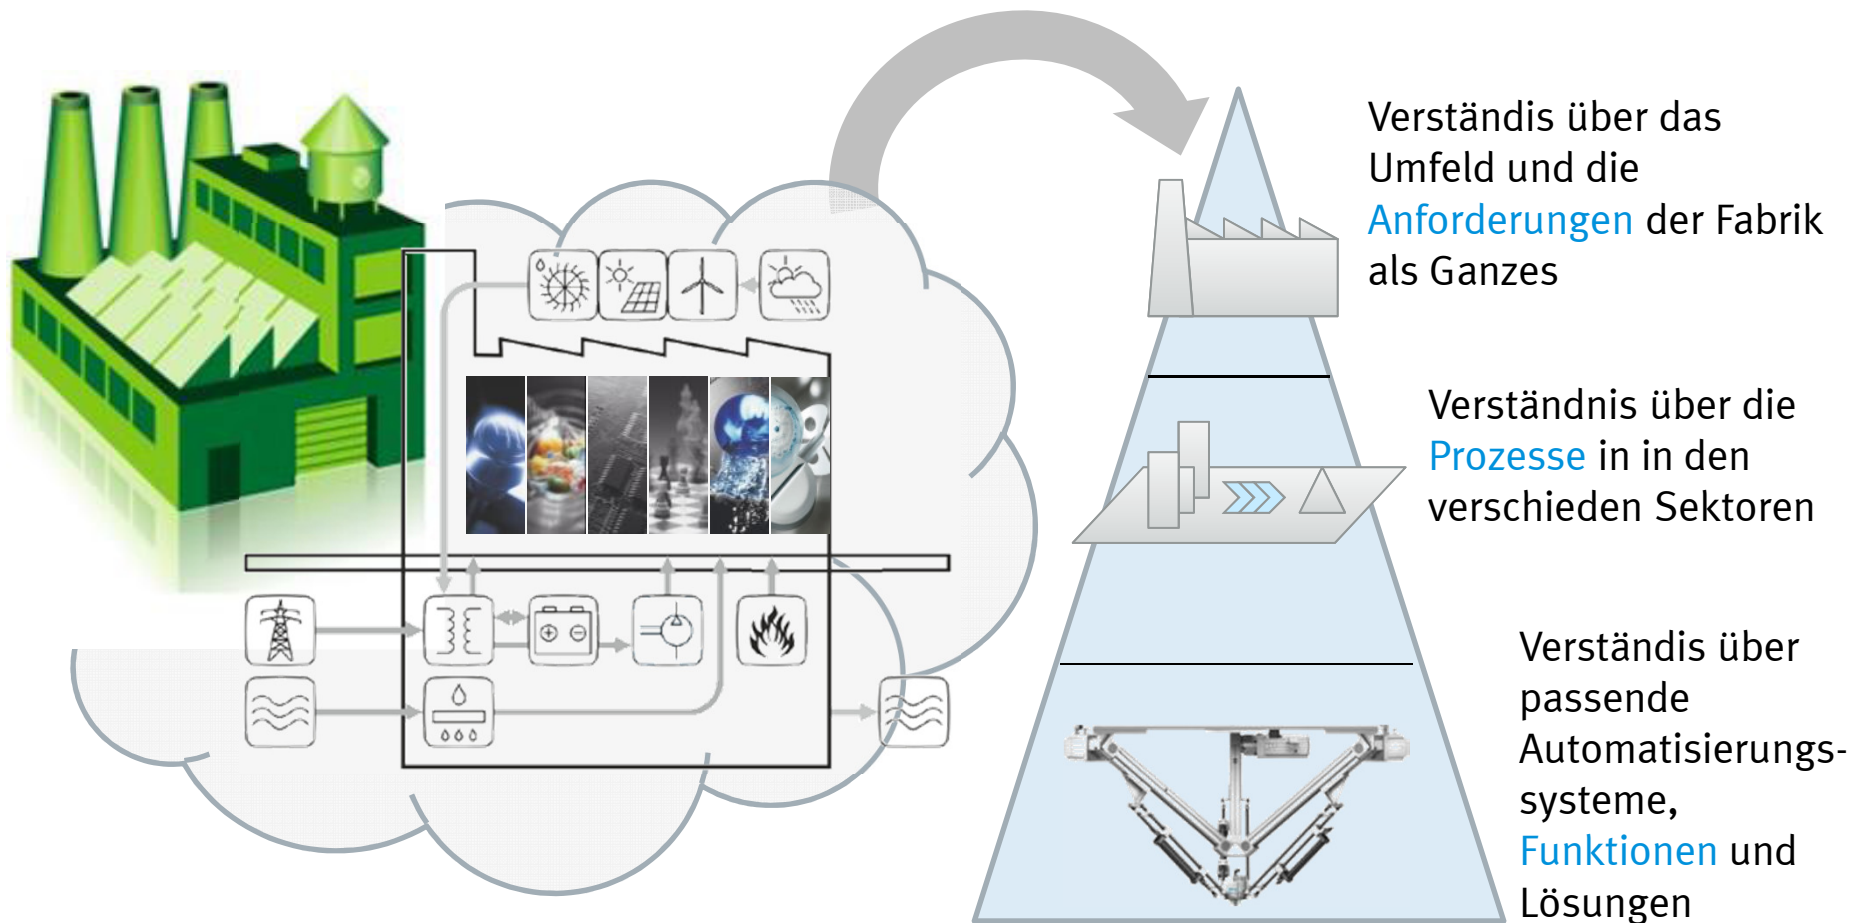 Verständis über das
Umfeld und die
Anforderungen der Fabrik
als Ganzes
Verständnis über die
Prozesse in in den
verschieden Sektoren
Verständis über
passende
Automatisierungs-
systeme,
Funktionen und
Lösungen